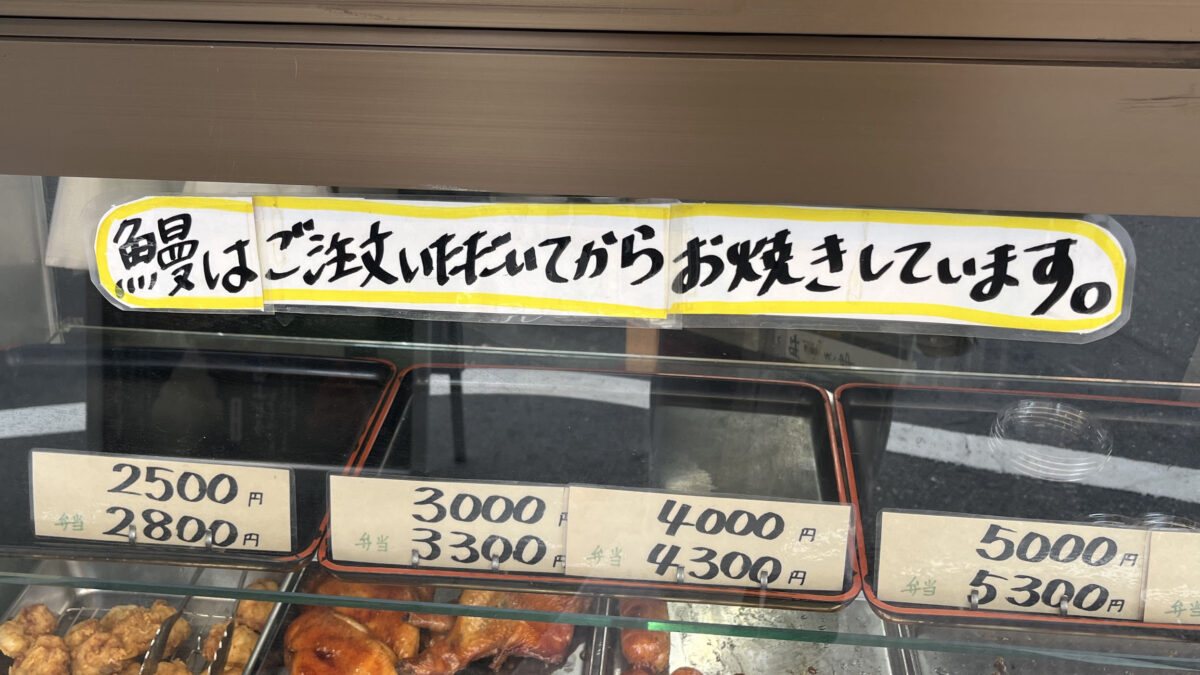 鰻はご注文いただいてからお焼きしています。
2500円
弁当 2800円
3000円
弁当 3300円
4000円
弁当 4300円
5000円
弁当 5300円
弁